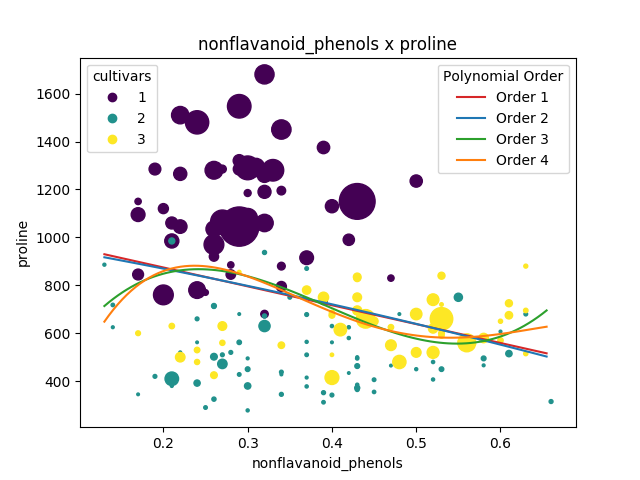 nonflavanoid_phenols x proline
cultivars
1
2
3
Polynomial Order
Order 1
Order 2
Order 3
Order 4
1600
1400
1200
1000
800
600
400
proline
0.2 0.3 0.4 0.5 0.6
nonflavanoid_phenols